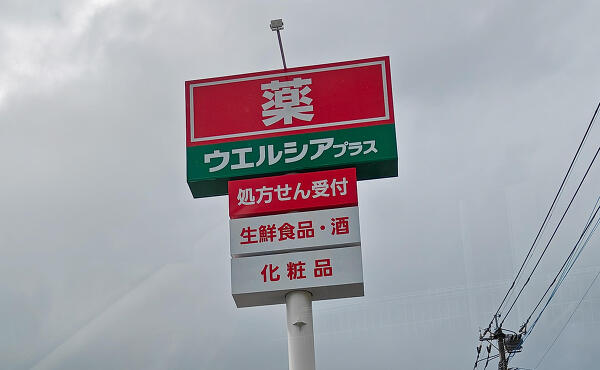 薬
ウエルシアプラス
処方せん受付
生鮮食品・酒
化粧品